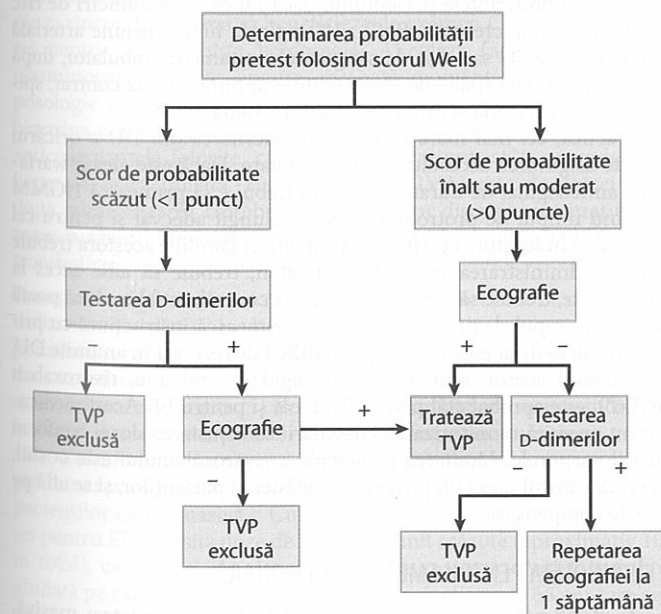 Determinarea probabilității
pretest folosind scorul Wells
Scor de probabilitate
scăzut (<1 punct)
Scor de probabilitate
înalt sau moderat
(>0 puncte)
Testarea D-dimerilor
Ecografie
−
+
+
−
TVP
exclusă
Ecografie
+
Tratează
TVP
Testarea
D-dimerilor
−
−
+
TVP
exclusă
TVP
exclusă
Repetarea
ecografiei la
1 săptămână